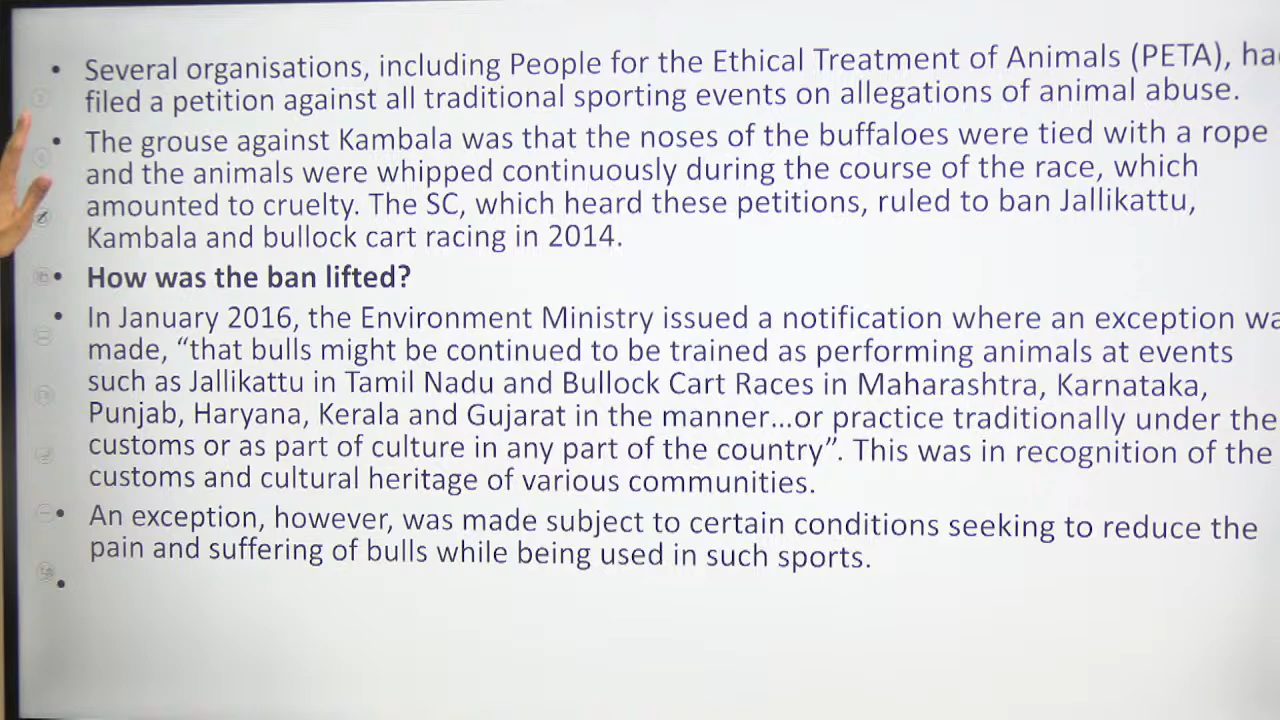 • Several organisations, including People for the Ethical Treatment of Animals (PETA), ha
filed a petition against all traditional sporting events on allegations of animal abuse.
• The grouse against Kambala was that the noses of the buffaloes were tied with a rope
and the animals were whipped continuously during the course of the race, which
amounted to cruelty. The SC, which heard these petitions, ruled to ban Jallikattu,
Kambala and bullock cart racing in 2014.
• How was the ban lifted?
• In January 2016, the Environment Ministry issued a notification where an exception wa
made, “that bulls might be continued to be trained as performing animals at events
such as Jallikattu in Tamil Nadu and Bullock Cart Races in Maharashtra, Karnataka,
Punjab, Haryana, Kerala and Gujarat in the manner...or practice traditionally under the
customs or as part of culture in any part of the country”. This was in recognition of the
customs and cultural heritage of various communities.
• An exception, however, was made subject to certain conditions seeking to reduce the
pain and suffering of bulls while being used in such sports.
•